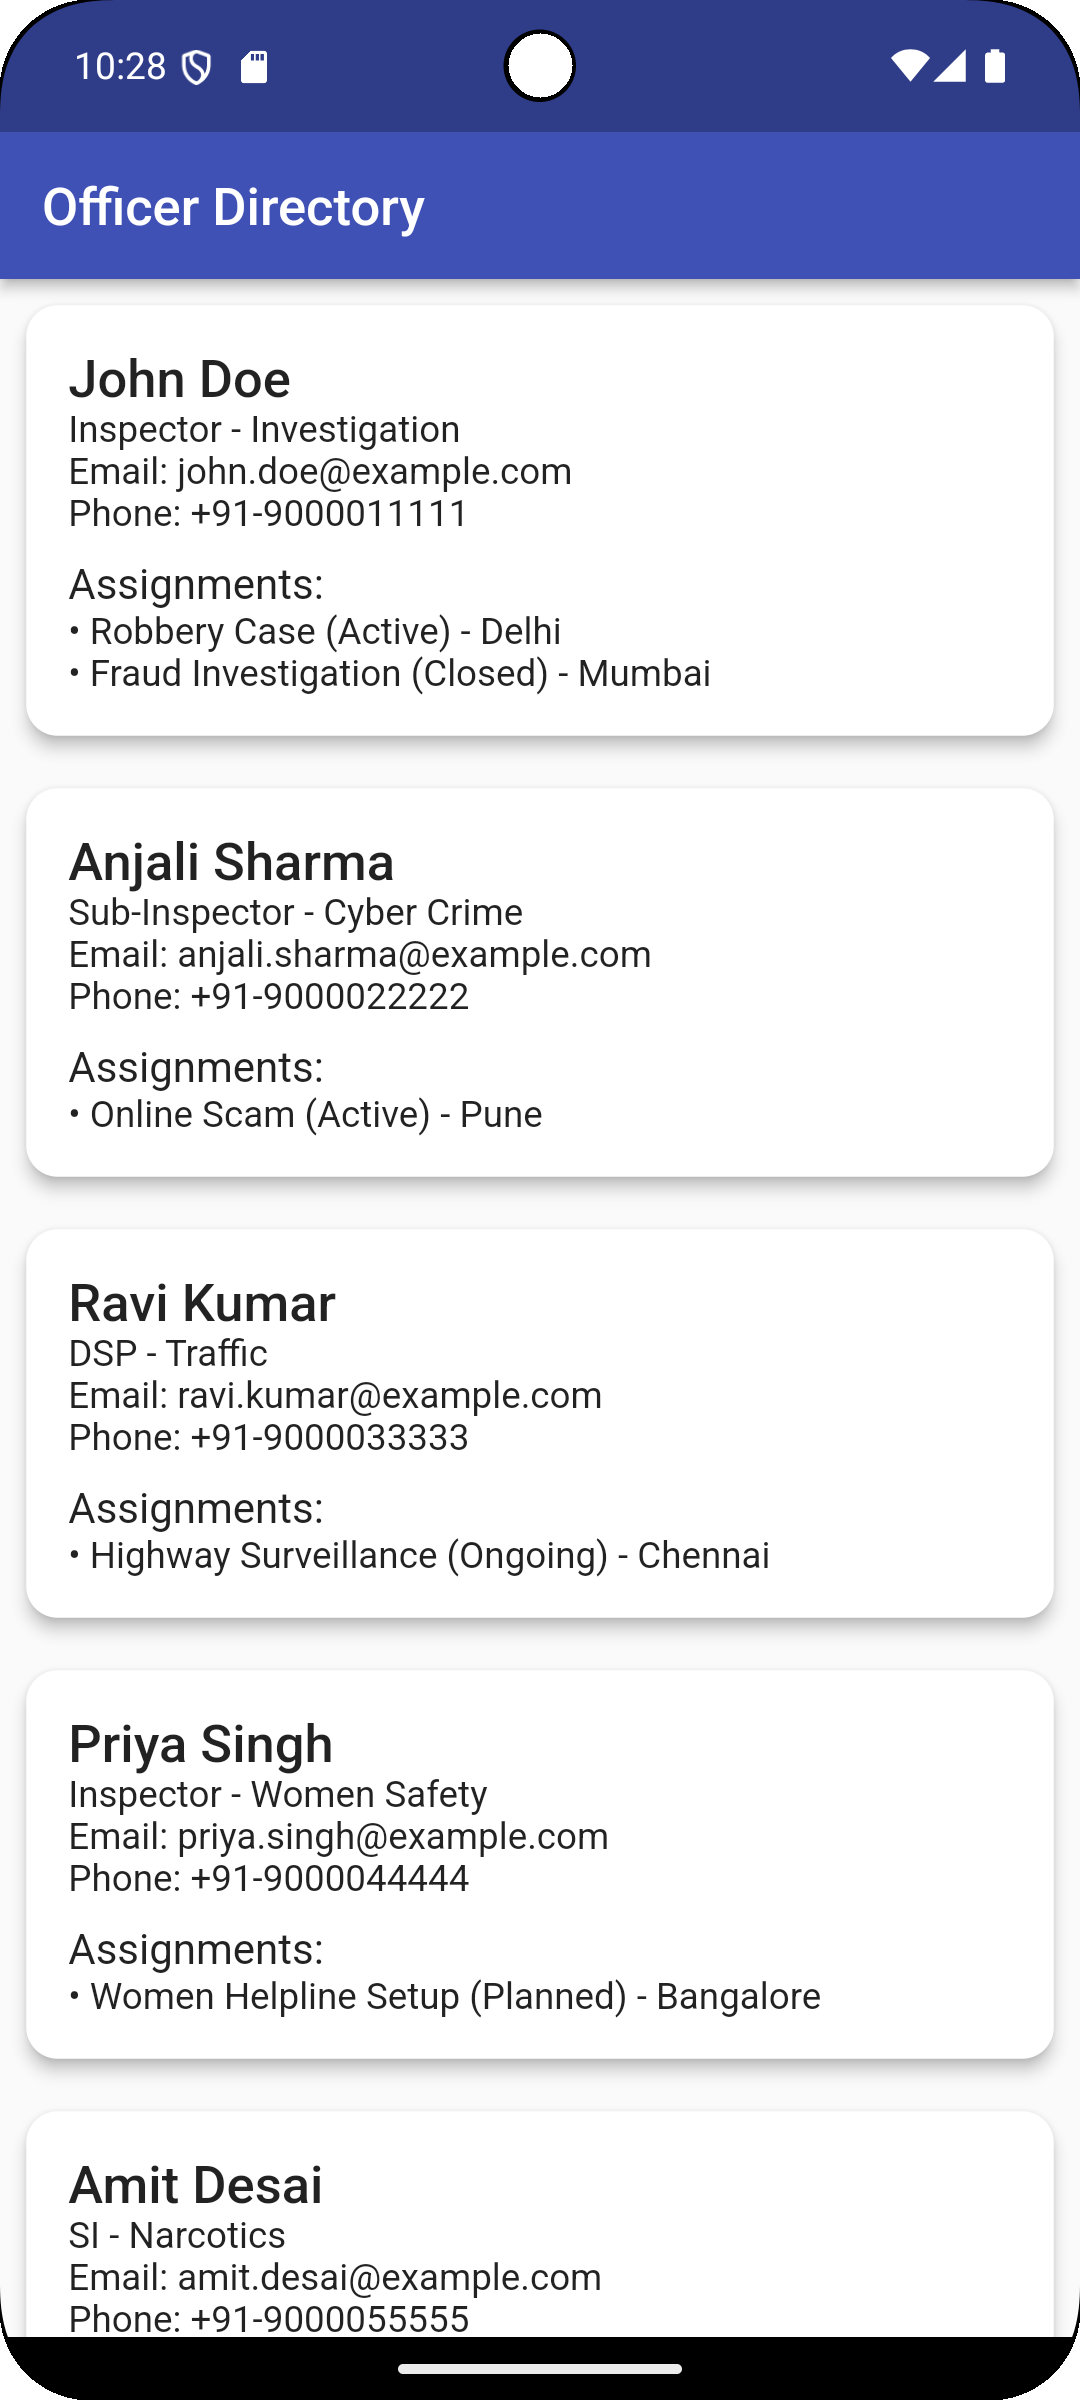 10:28
Officer Directory
John Doe
Inspector - Investigation
Email: john.doe@example.com
Phone: +91-9000011111
Assignments:
• Robbery Case (Active) - Delhi
• Fraud Investigation (Closed) - Mumbai
Anjali Sharma
Sub-Inspector - Cyber Crime
Email: anjali.sharma@example.com
Phone: +91-9000022222
Assignments:
• Online Scam (Active) - Pune
Ravi Kumar
DSP - Traffic
Email: ravi.kumar@example.com
Phone: +91-9000033333
Assignments:
• Highway Surveillance (Ongoing) - Chennai
Priya Singh
Inspector - Women Safety
Email: priya.singh@example.com
Phone: +91-9000044444
Assignments:
• Women Helpline Setup (Planned) - Bangalore
Amit Desai
SI - Narcotics
Email: amit.desai@example.com
Phone: +91-9000055555